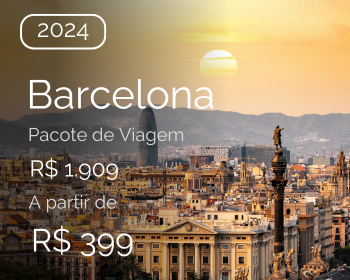 2024
Barcelona
Pacote de Viagem
R$ 1.909
A partir de
R$ 399